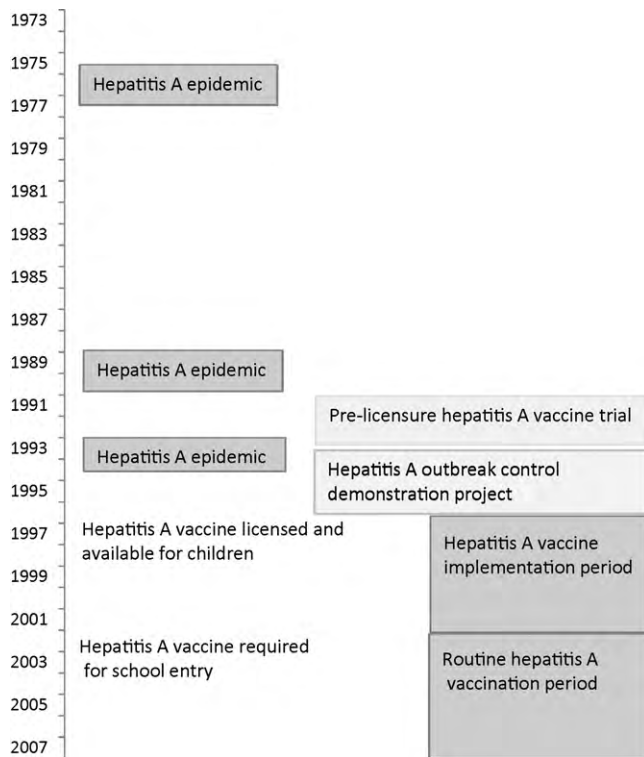 1973
1975
Hepatitis A epidemic
1977
1979
1981
1983
1985
1987
1989
Hepatitis A epidemic
1991
Pre-licensure hepatitis A vaccine trial
1993
Hepatitis A epidemic
Hepatitis A outbreak control
demonstration project
1995
1997
Hepatitis A vaccine licensed and
available for children
Hepatitis A vaccine
implementation period
1999
2001
Hepatitis A vaccine required
for school entry
2003
Routine hepatitis A
vaccination period
2005
2007